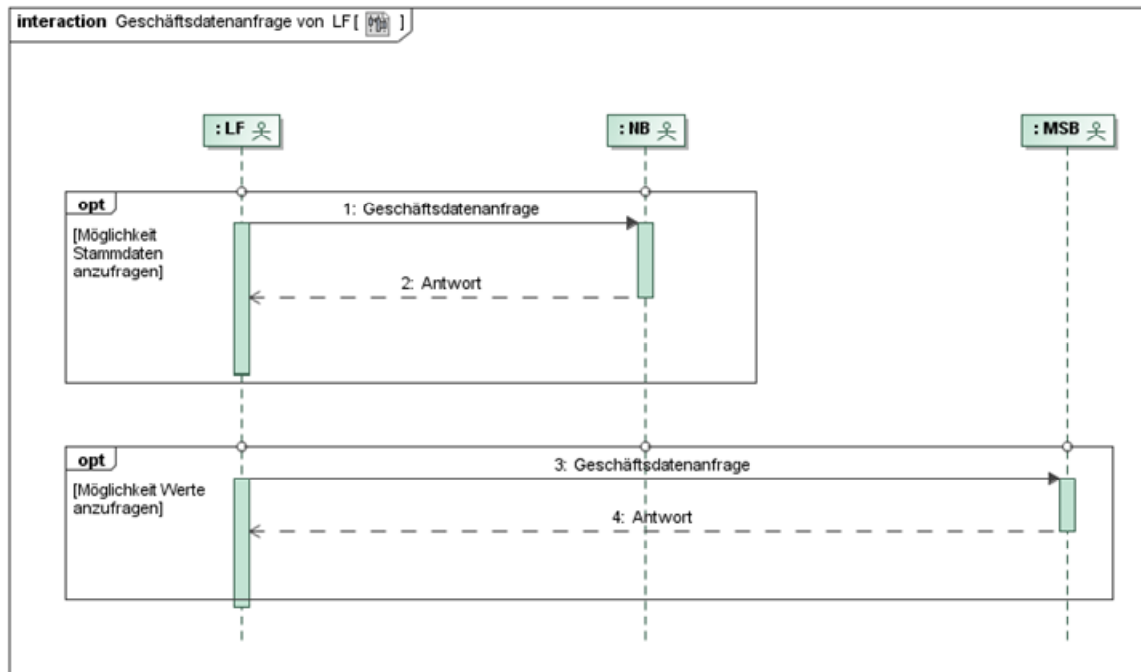 interaction Geschäftsdatenanfrage von LF [ ]
: LF
: NB
: MSB
opt
1: Geschäftsdatenanfrage
[Möglichkeit
Stammdaten
anzufragen]
2: Antwort
opt
3: Geschäftsdatenanfrage
[Möglichkeit Werte
anzufragen]
4: Antwort